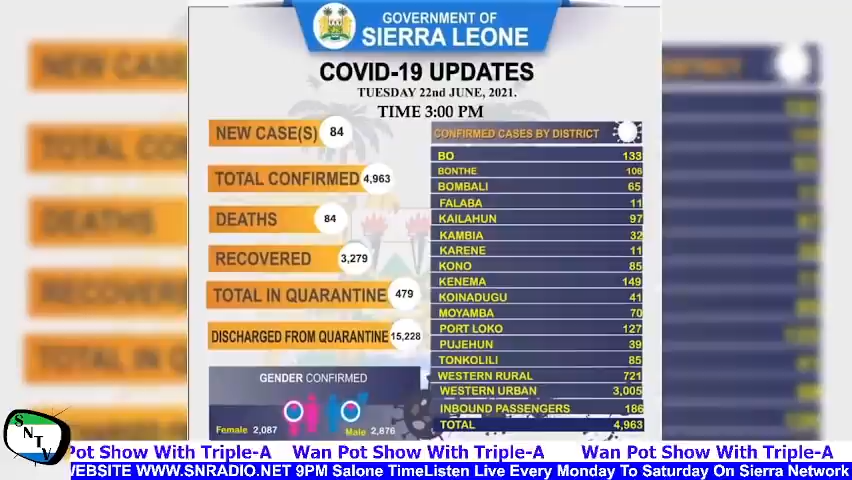 GOVERNMENT OF
SIERRA LEONE
COVID-19 UPDATES
TUESDAY 22nd JUNE, 2021.
TIME 3:00 PM
NEW CASE(S) 84
TOTAL CONFIRMED 4,963
DEATHS 84
RECOVERED 3,279
TOTAL IN QUARANTINE 479
DISCHARGED FROM QUARANTINE 15,228
GENDER CONFIRMED
Female 2,087 Male 2,876
CONFIRMED CASES BY DISTRICT
BO 133
BONTHE 106
BOMBALI 65
FALABA 11
KAILAHUN 97
KAMBIA 32
KARENE 11
KONO 85
KENEMA 149
KOINADUGU 41
MOYAMBA 70
PORT LOKO 127
PUJEHUN 39
TONKOLILI 85
WESTERN RURAL 721
WESTERN URBAN 3,005
INBOUND PASSENGERS 186
TOTAL 4,963
SNTV
Pot Show With Triple-A Wan Pot Show With Triple-A Wan Pot Show With Triple-A
WEBSITE WWW.SNRADIO.NET 9PM Salone TimeListen Live Every Monday To Saturday On Sierra Network